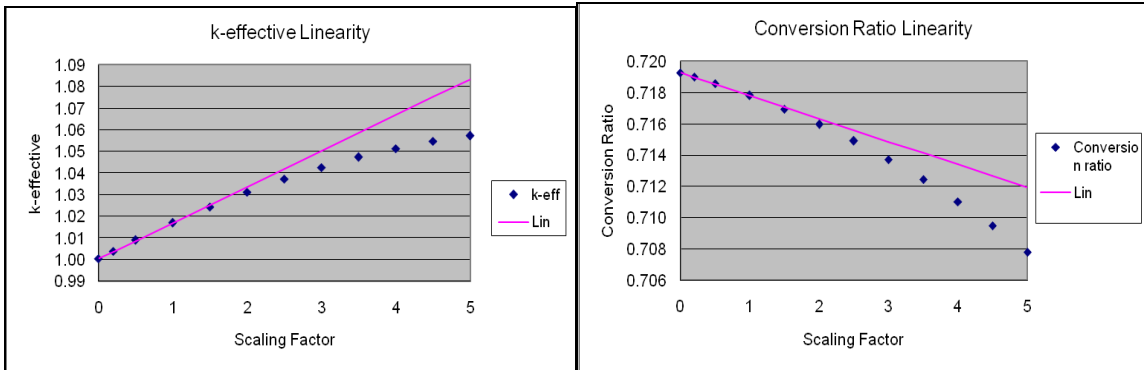 k-effective Linearity
1.09
1.08
1.07
1.06
1.05
1.04
1.03
1.02
1.01
1.00
0.99
k-effective
0 1 2 3 4 5
Scaling Factor
k-eff
Lin
Conversion Ratio Linearity
0.720
0.718
0.716
0.714
0.712
0.710
0.708
0.706
Conversion Ratio
0 1 2 3 4 5
Scaling Factor
Conversio
n ratio
Lin